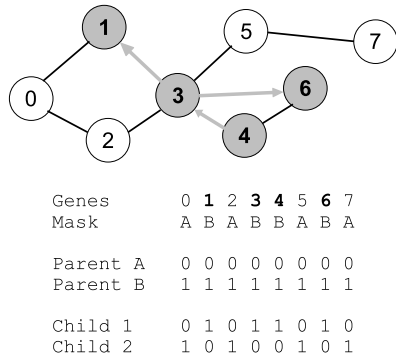 1
5
7
0
3
6
2
4
Genes 0 1 2 3 4 5 6 7
Mask A B A B B A B A
Parent A 0 0 0 0 0 0 0 0
Parent B 1 1 1 1 1 1 1 1
Child 1 0 1 0 1 1 0 1 0
Child 2 1 0 1 0 0 1 0 1